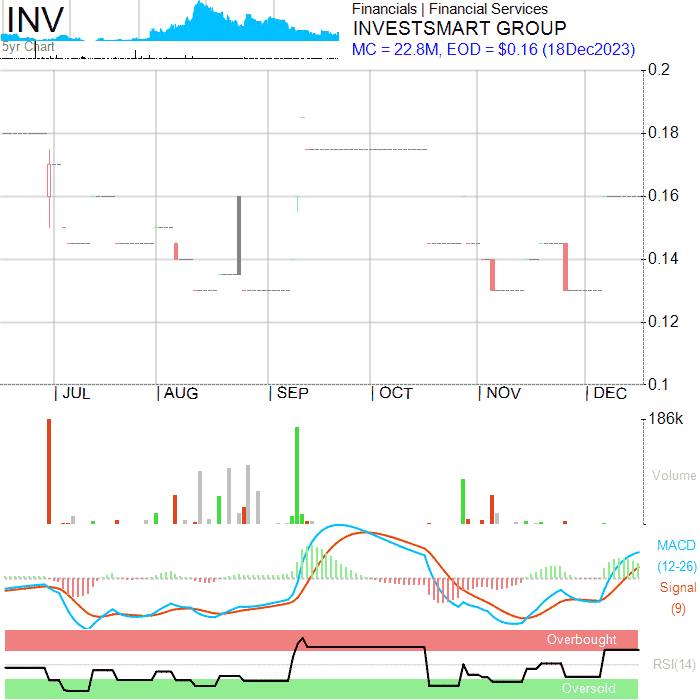 INV
5yr Chart
Financials | Financial Services
INVESTSMART GROUP
MC = 22.8M, EOD = $0.16 (18Dec2023)
0.2
0.18
0.16
0.14
0.12
0.1
JUL AUG SEP OCT NOV DEC
186k
Volume
MACD
(12-26)
Signal
(9)
Overbought
RSI(14)
Oversold